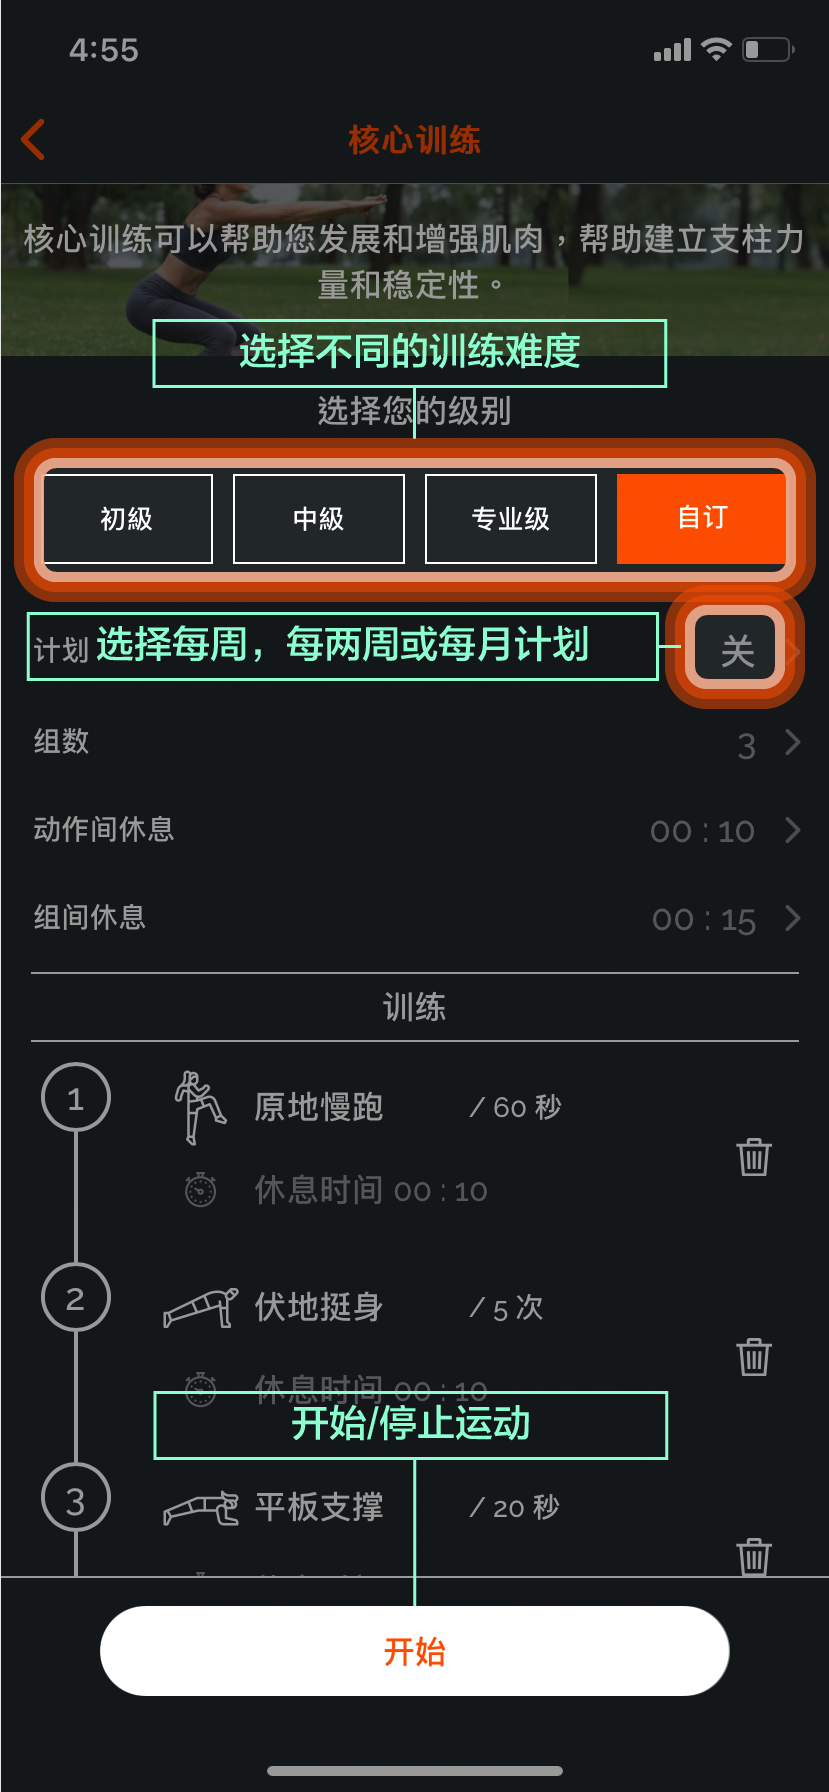 4:55
核心训练
核心训练可以帮助您发展和增强肌肉，帮助建立支柱力
量和稳定性。
选择不同的训练难度
选择您的级别
初級
中級
专业级
自订
计划
选择每周，每两周或每月计划
关
组数 3
动作间休息 00 : 10
组间休息 00 : 15
训练
1 原地慢跑 / 60 秒
休息时间 00 : 10
2 伏地挺身 / 5 次
休息时间 00 : 10
开始/停止运动
3 平板支撑 / 20 秒
开始